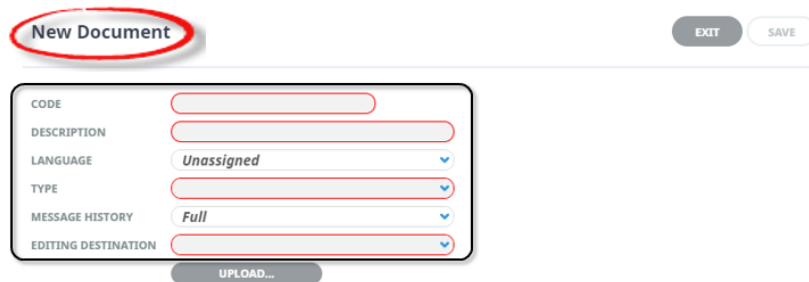 New Document EXIT SAVE
CODE
DESCRIPTION
LANGUAGE Unassigned
TYPE
MESSAGE HISTORY Full
EDITING DESTINATION
UPLOAD...